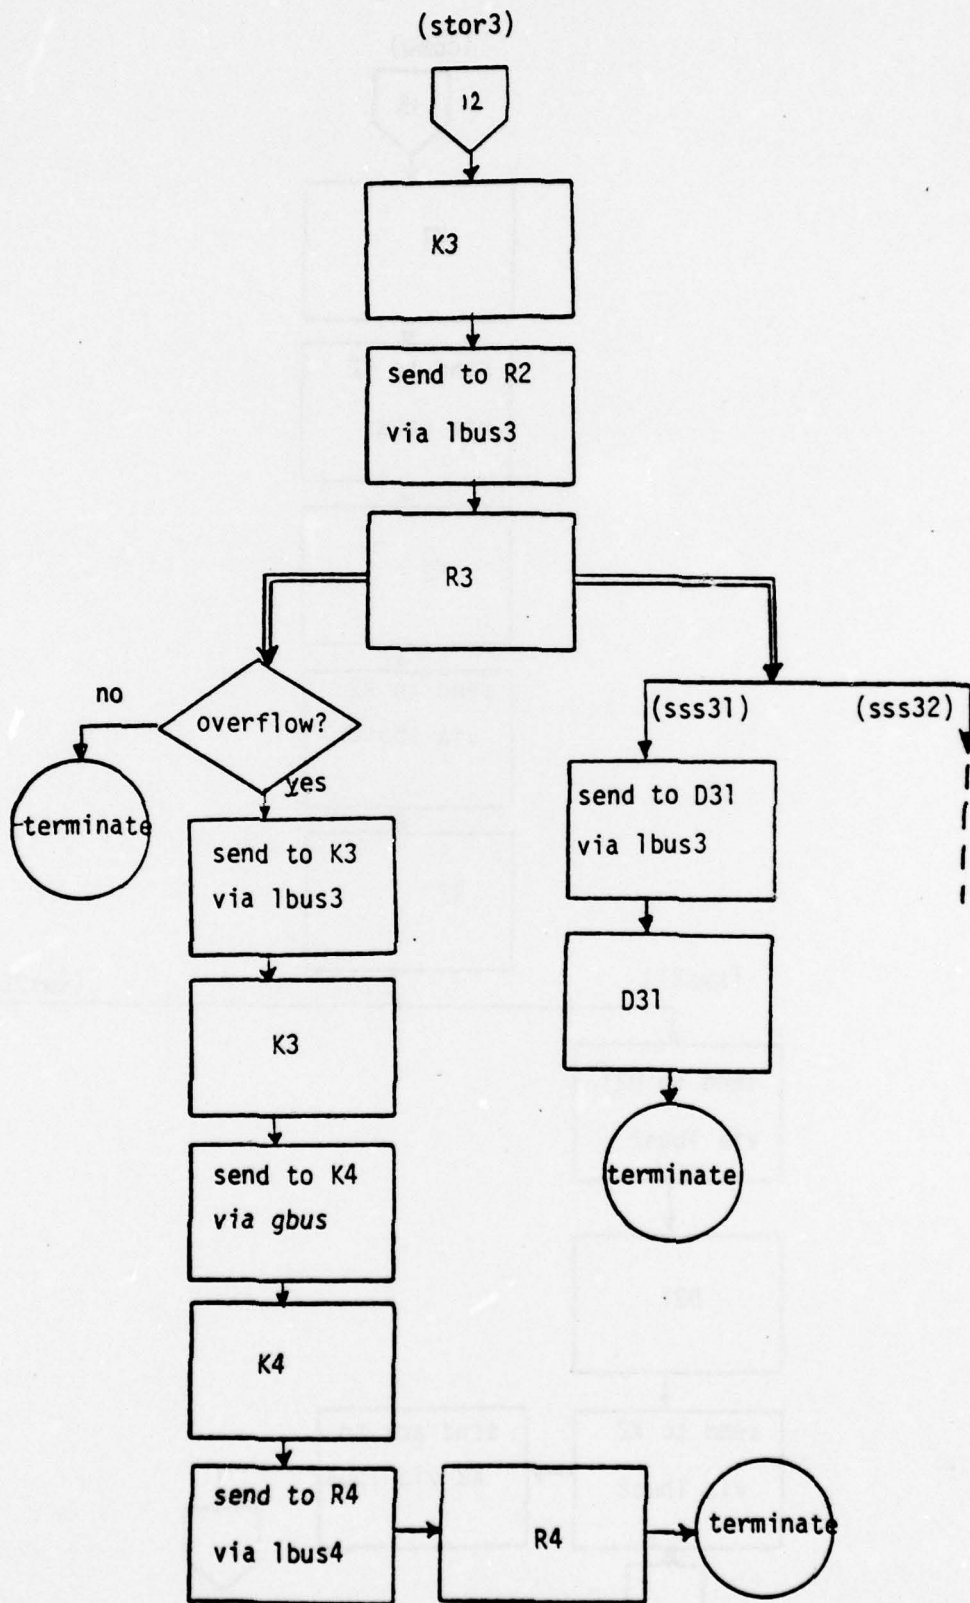 (stor3)
12
K3
send to R2
via lbus3
R3
no
overflow?
yes
terminate
(sss31)
(sss32)
send to K3
via lbus3
send to D31
via lbus3
K3
D31
terminate
send to K4
via gbus
K4
send to R4
via lbus4
R4
terminate